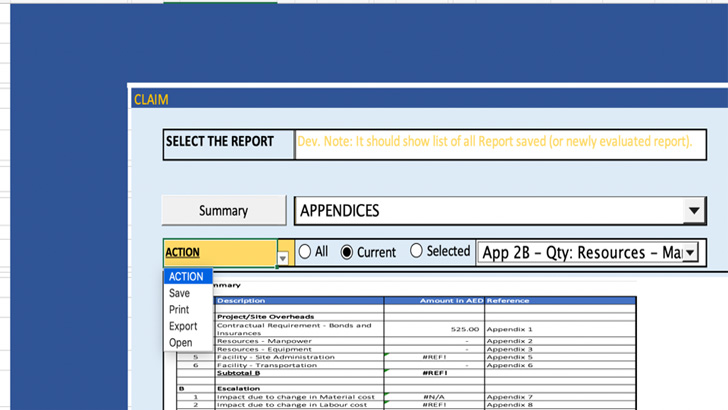 CLAIM
SELECT THE REPORT Dev. Note: It should show list of all Report saved (or newly evaluated report).
Summary APPENDICES
ACTION All Current Selected App 2B – Qty: Resources – Ma
ACTION
Save
Print
Export
Open
mmary
Description Amount in AED Reference
Project/Site Overheads
Contractual Requirement - Bonds and
Insurances 525.00 Appendix 1
Resources - Manpower - Appendix 2
Resources - Equipment - Appendix 3
5 Facility - Site Administration #REF! Appendix 5
6 Facility - Transportation - Appendix 6
Subtotal B #REF!
B Escalation
1 Impact due to change in Material cost #N/A Appendix 7
2 Impact due to change in Labour cost #REF! Appendix 8